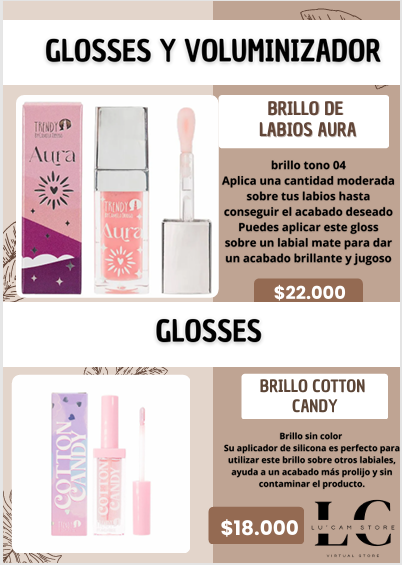 GLOSSES Y VOLUMINIZADOR
TRENDY
Aura
TRENDY
Aura
BRILLO DE
LABIOS AURA
brillo tono 04
Aplica una cantidad moderada
sobre tus labios hasta
conseguir el acabado deseado
Puedes aplicar este gloss
sobre un labial mate para dar
un acabado brillante y jugoso
$22.000
GLOSSES
COTTON
CANDY
COTTON
CANDY
BRILLO COTTON
CANDY
Brillo sin color
Su aplicador de silicona es perfecto para
utilizar este brillo sobre otros labiales,
ayuda a un acabado más prolijo y sin
contaminar el producto.
$18.000
LC
LU'CAM STORE
VIRTUAL STORE